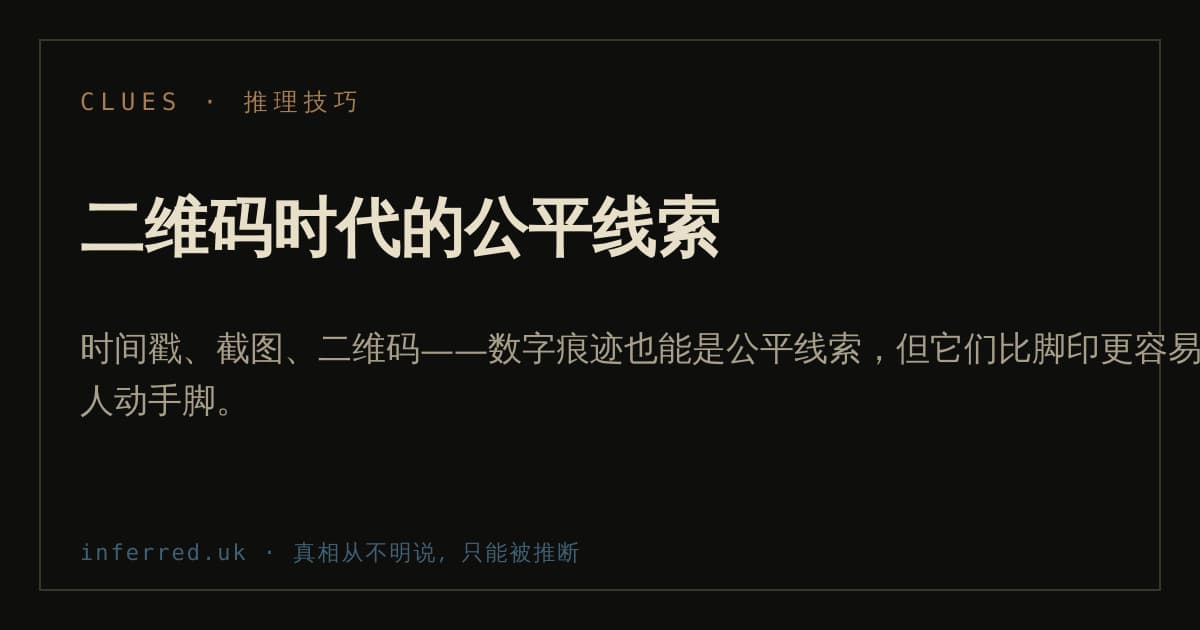 CLUES · 推理技巧
二维码时代的公平线索
时间戳、截图、二维码——数字痕迹也能是公平线索，但它们比脚印更容易
人动手脚。
inferred.uk · 真相从不明说，只能被推断